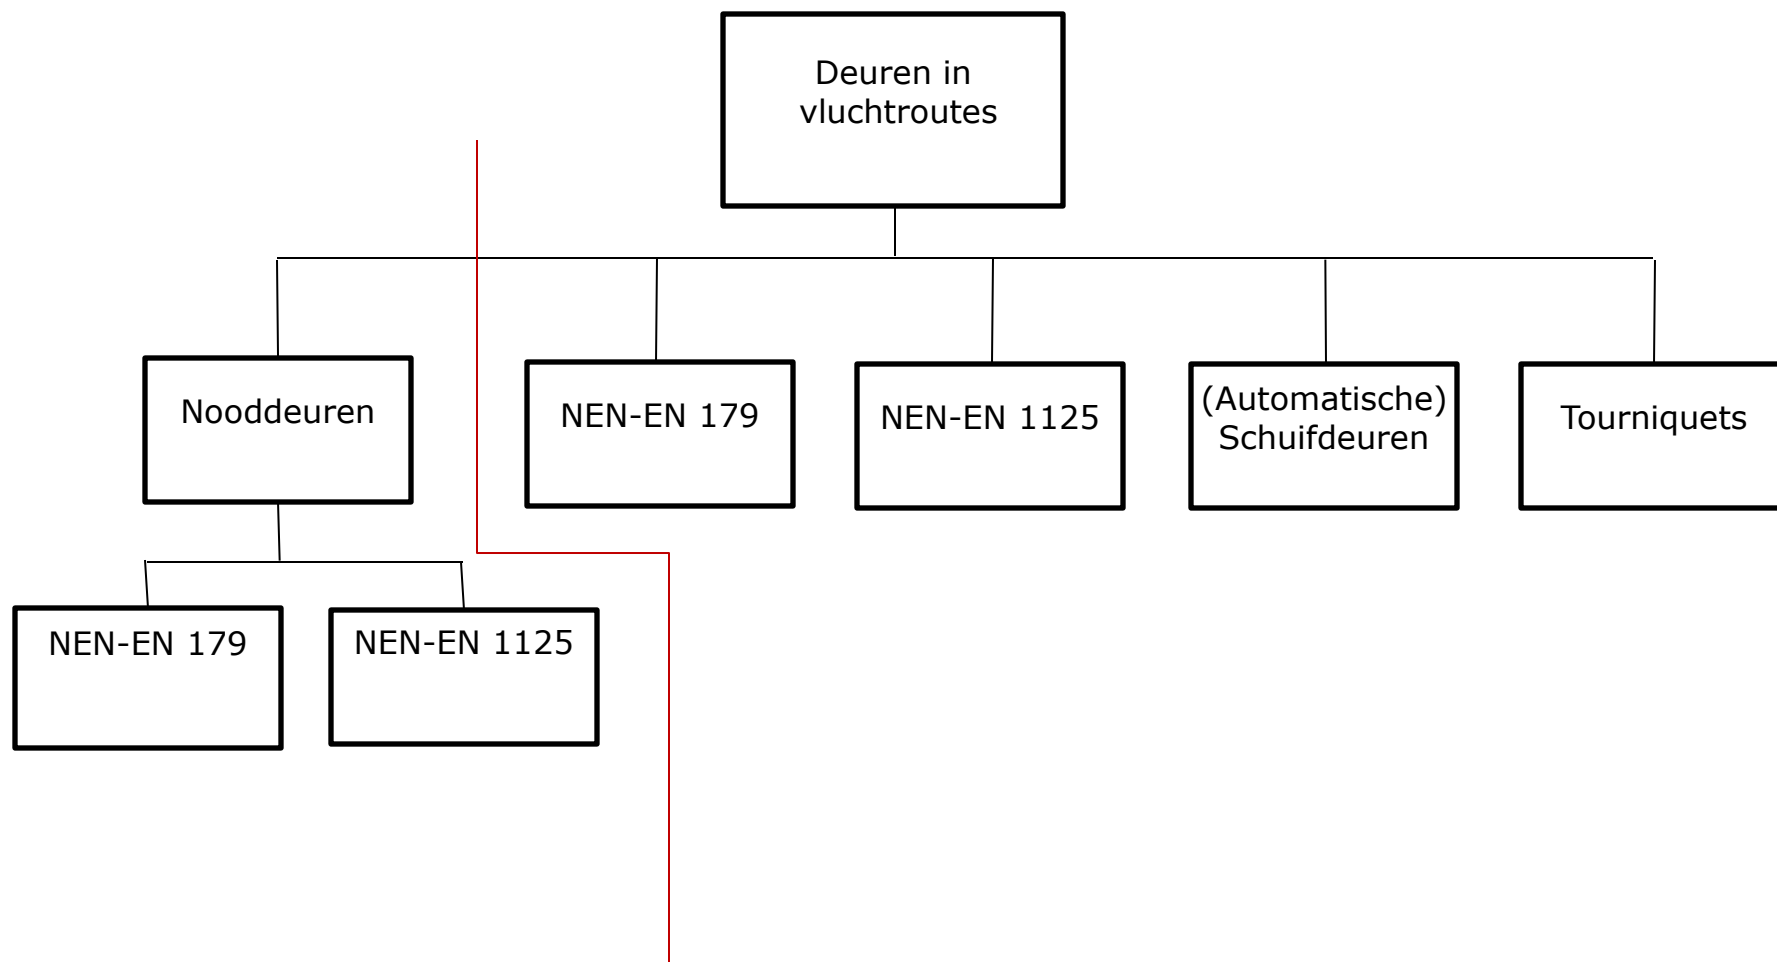 Deuren in
vluchtroutes
Nooddeuren
NEN-EN 179
NEN-EN 1125
(Automatische)
Schuifdeuren
Tourniquets
NEN-EN 179
NEN-EN 1125